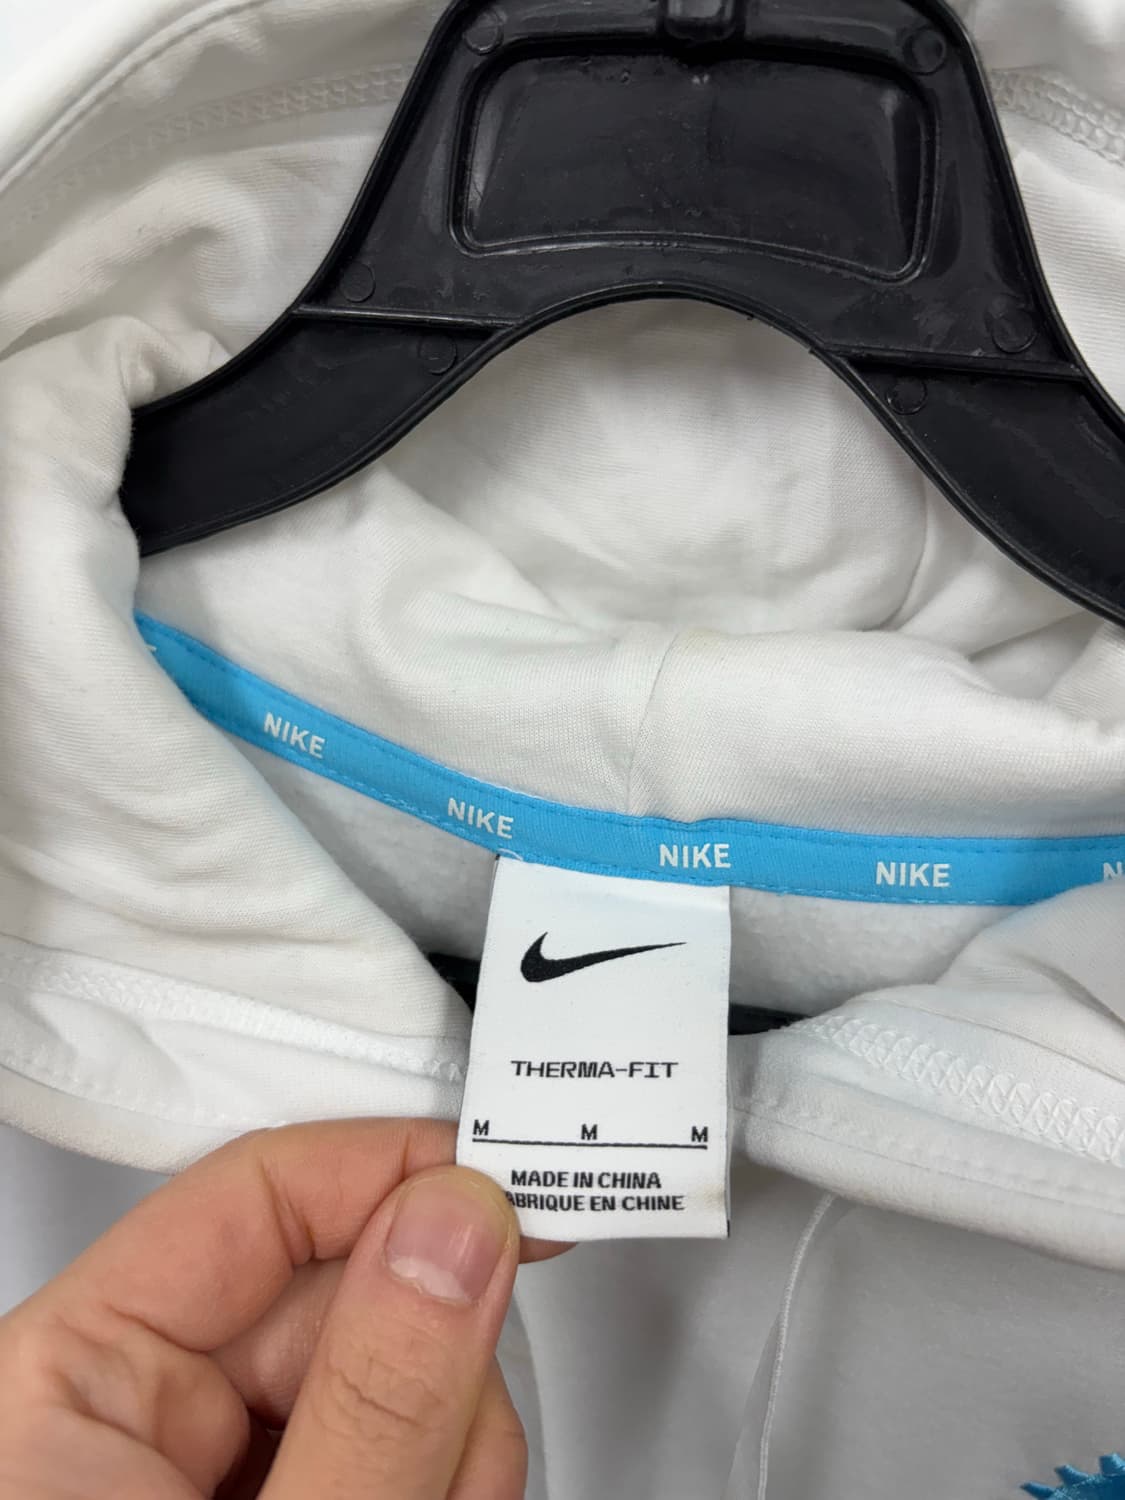 NIKE
NIKE
NIKE
NIKE
THERMA-FIT
M M M
MADE IN CHINA
ABRIQUE EN CHINE